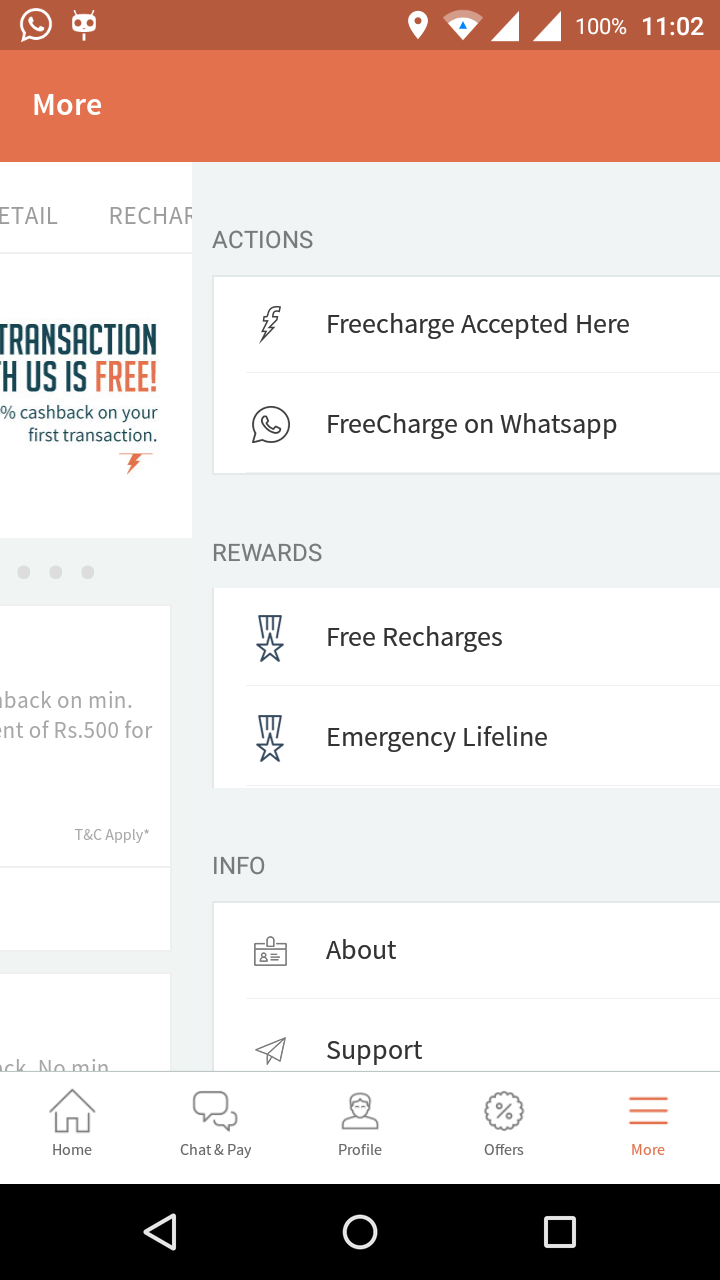 100% 11:02
More
ETAIL RECHAR
TRANSACTION
TH US IS FREE!
% cashback on your
first transaction.
hback on min.
ent of Rs.500 for
T&C Apply*
ack. No min
ACTIONS
Freecharge Accepted Here
FreeCharge on Whatsapp
REWARDS
Free Recharges
Emergency Lifeline
INFO
About
Support
Home
Chat & Pay
Profile
Offers
More